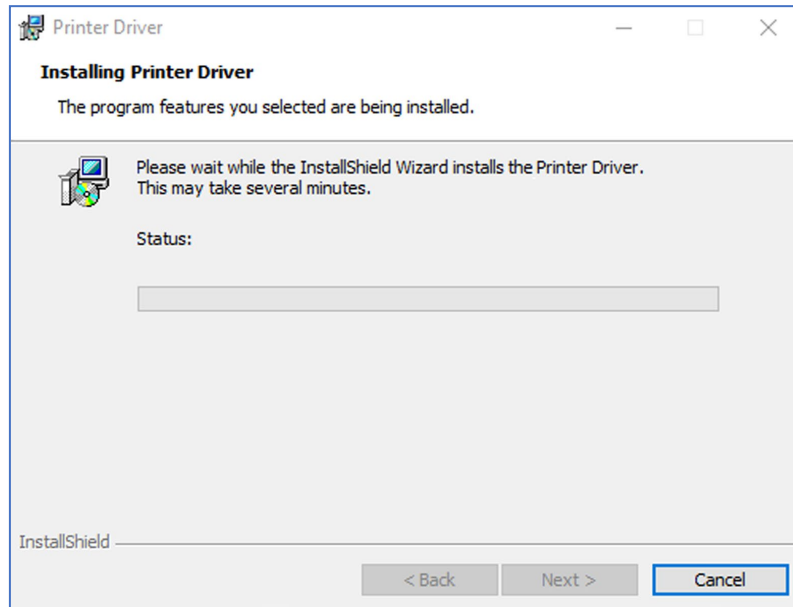 Printer Driver
Installing Printer Driver
The program features you selected are being installed.
Please wait while the InstallShield Wizard installs the Printer Driver.
This may take several minutes.
Status:
InstallShield
< Back
Next >
Cancel